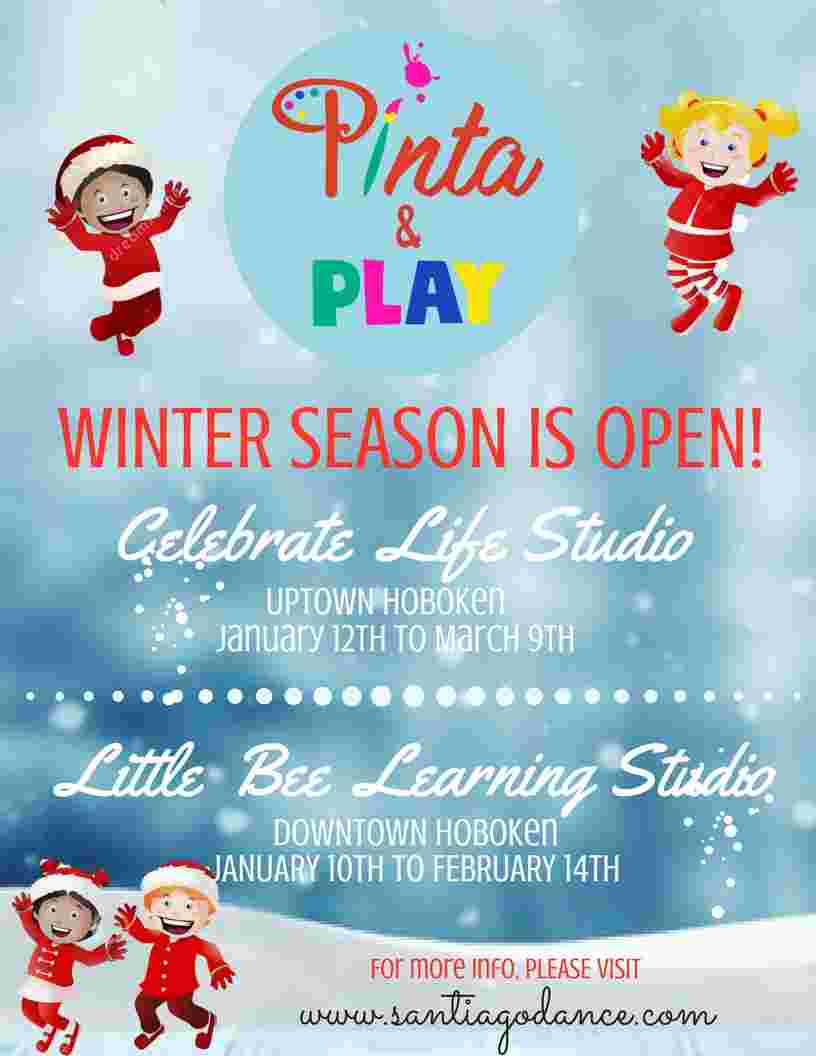 Pinta
&
PLAY
WINTER SEASON IS OPEN!
Celebrate Life Studio
UPTOWN HOBOKEN
January 12TH TO March 9TH
Little Bee Learning Studio
DOWNTOWN HOBOKEN
JANUARY 10TH TO FEBRUARY 14TH
For more info, PLEASE VISIT
www.santiagodance.com